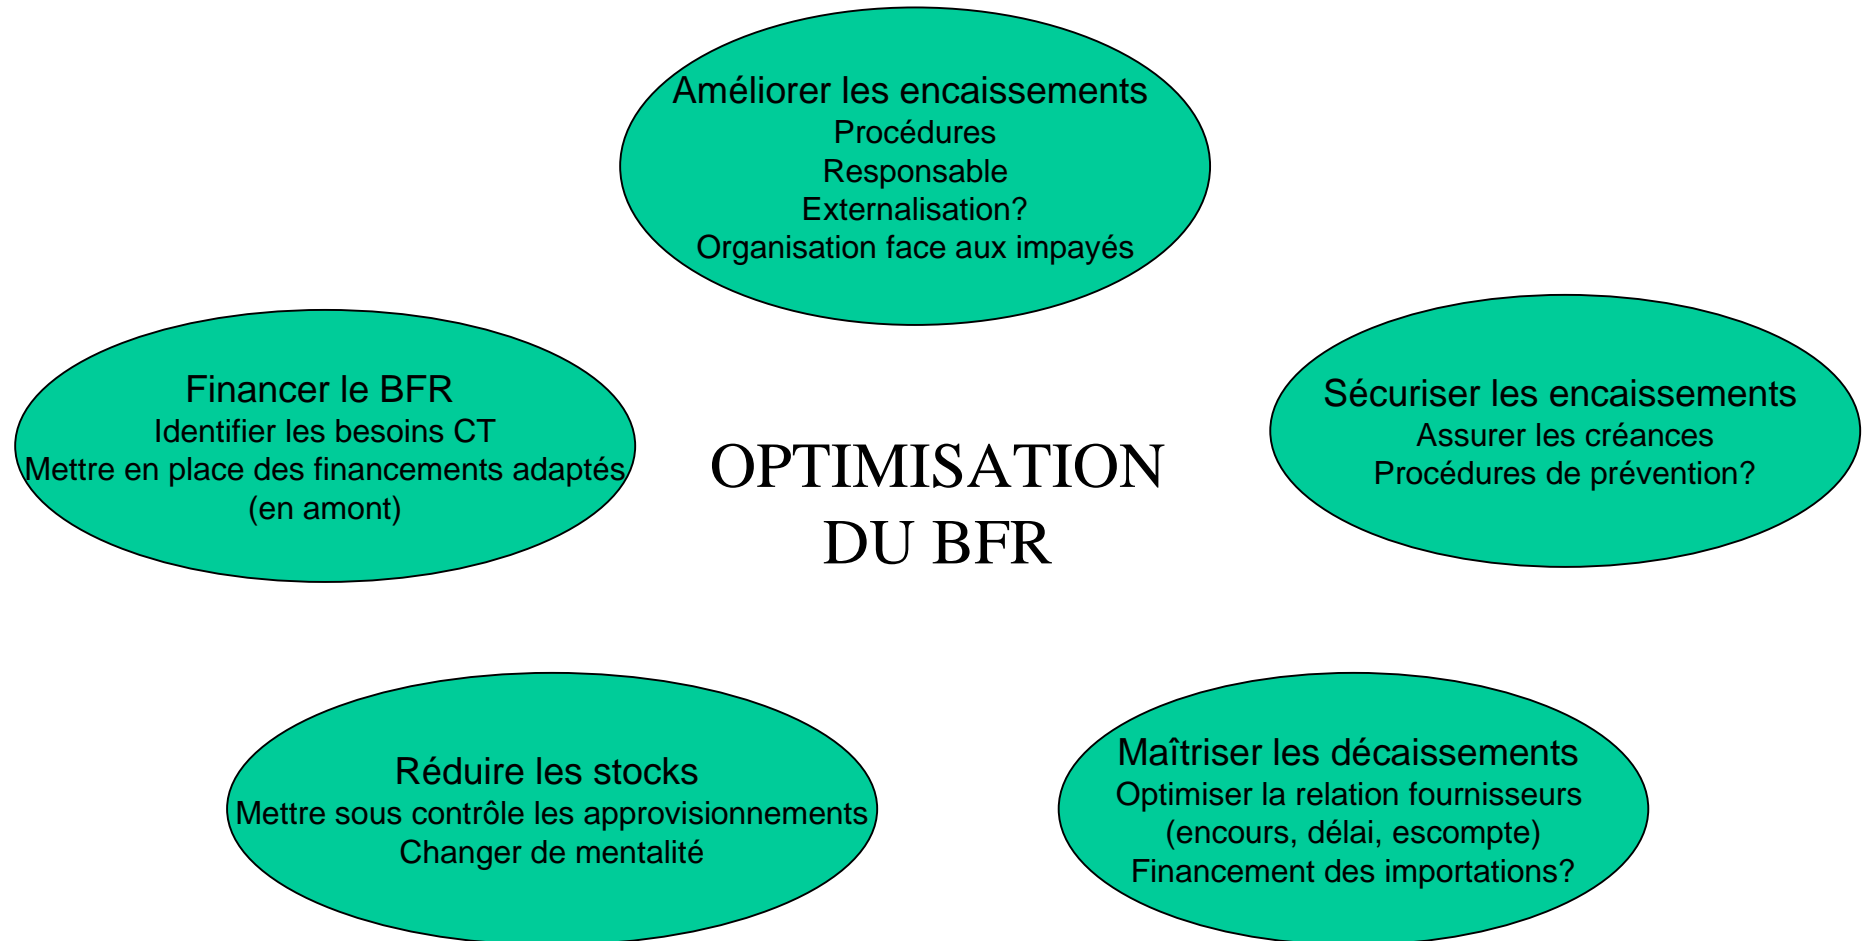 Améliorer les encaissements
Procédures
Responsable
Externalisation?
Organisation face aux impayés
Financer le BFR
Identifier les besoins CT
Mettre en place des financements adaptés
(en amont)
OPTIMISATION
DU BFR
Sécuriser les encaissements
Assurer les créances
Procédures de prévention?
Réduire les stocks
Mettre sous contrôle les approvisionnements
Changer de mentalité
Maîtriser les décaissements
Optimiser la relation fournisseurs
(encours, délai, escompte)
Financement des importations?